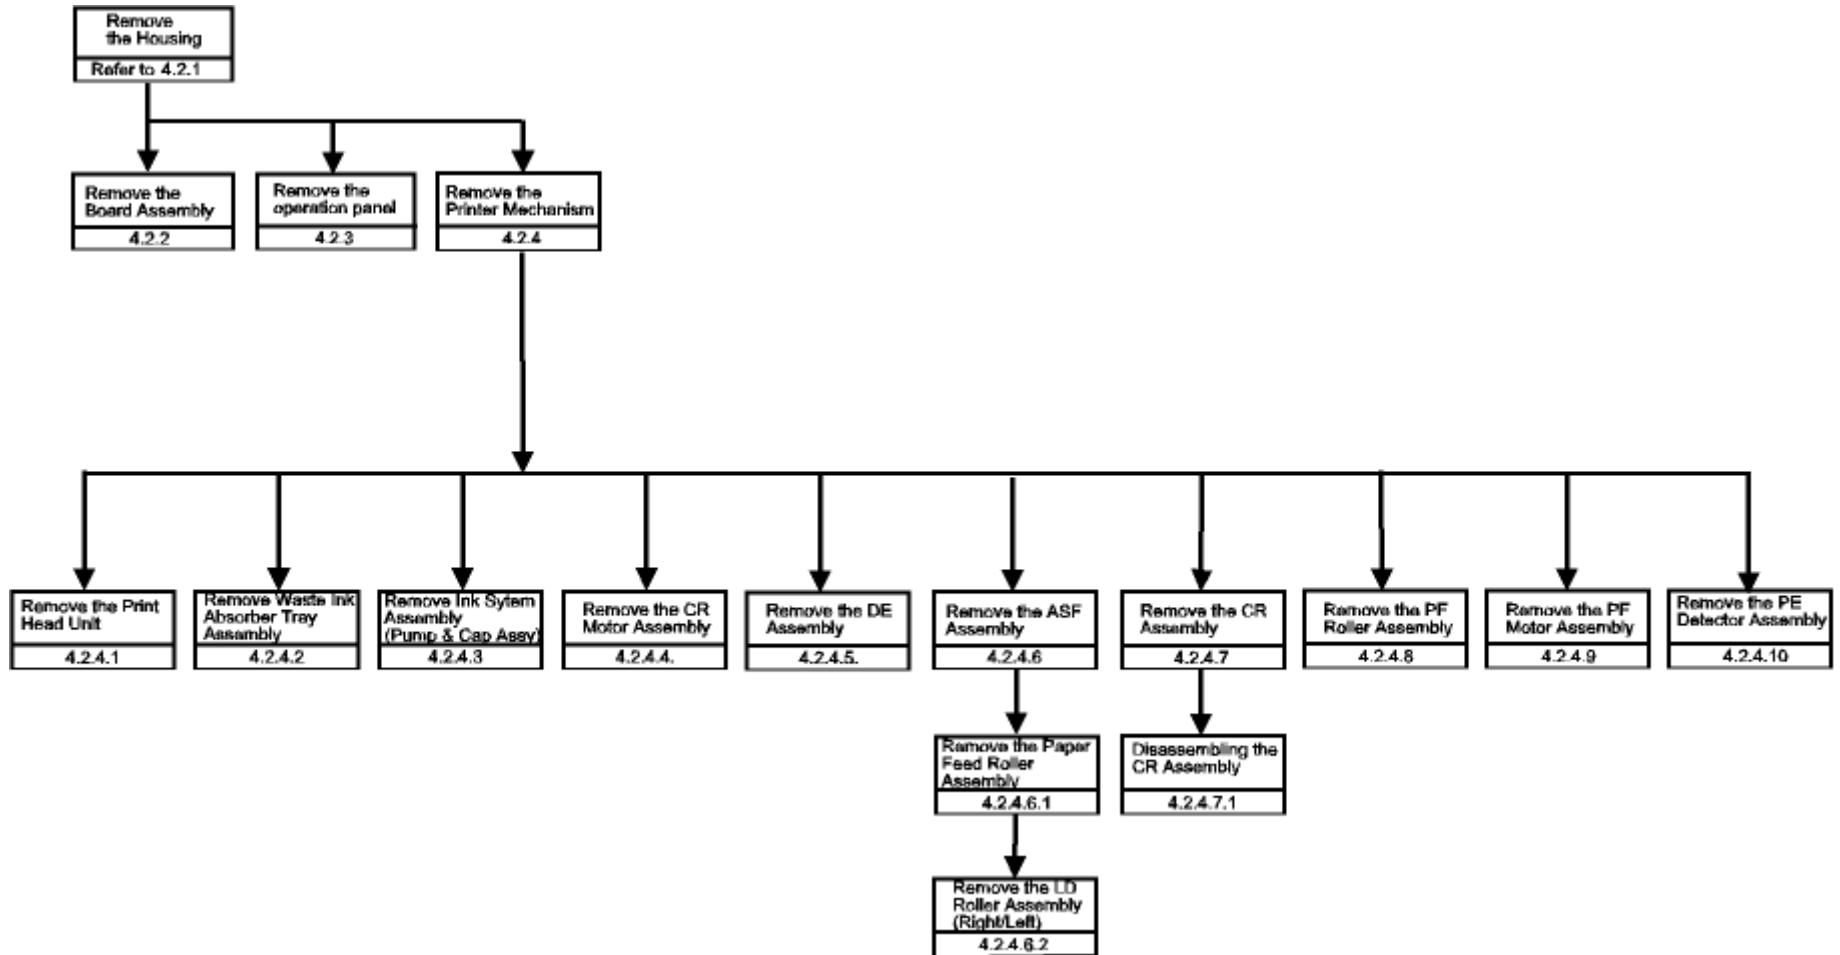 Remove
the Housing
Refer to 4.2.1
Remove the
Board Assembly
4.2.2
Remove the
operation panel
4.2.3
Remove the
Printer Mechanism
4.2.4
Remove the Print
Head Unit
4.2.4.1
Remove Waste Ink
Absorber Tray
Assembly
4.2.4.2
Remove Ink Sytem
Assembly
(Pump & Cap Assy)
4.2.4.3
Remove the CR
Motor Assembly
4.2.4.4.
Remove the DE
Assembly
4.2.4.5.
Remove the ASF
Assembly
4.2.4.6
Remove the CR
Assembly
4.2.4.7
Remove the PF
Roller Assembly
4.2.4.8
Remove the PF
Motor Assembly
4.2.4.9
Remove the PE
Detector Assembly
4.2.4.10
Remove the Paper
Feed Roller
Assembly
4.2.4.6.1
Disassembling the
CR Assembly
4.2.4.7.1
Remove the LD
Roller Assembly
(Right/Left)
4.2.4.6.2